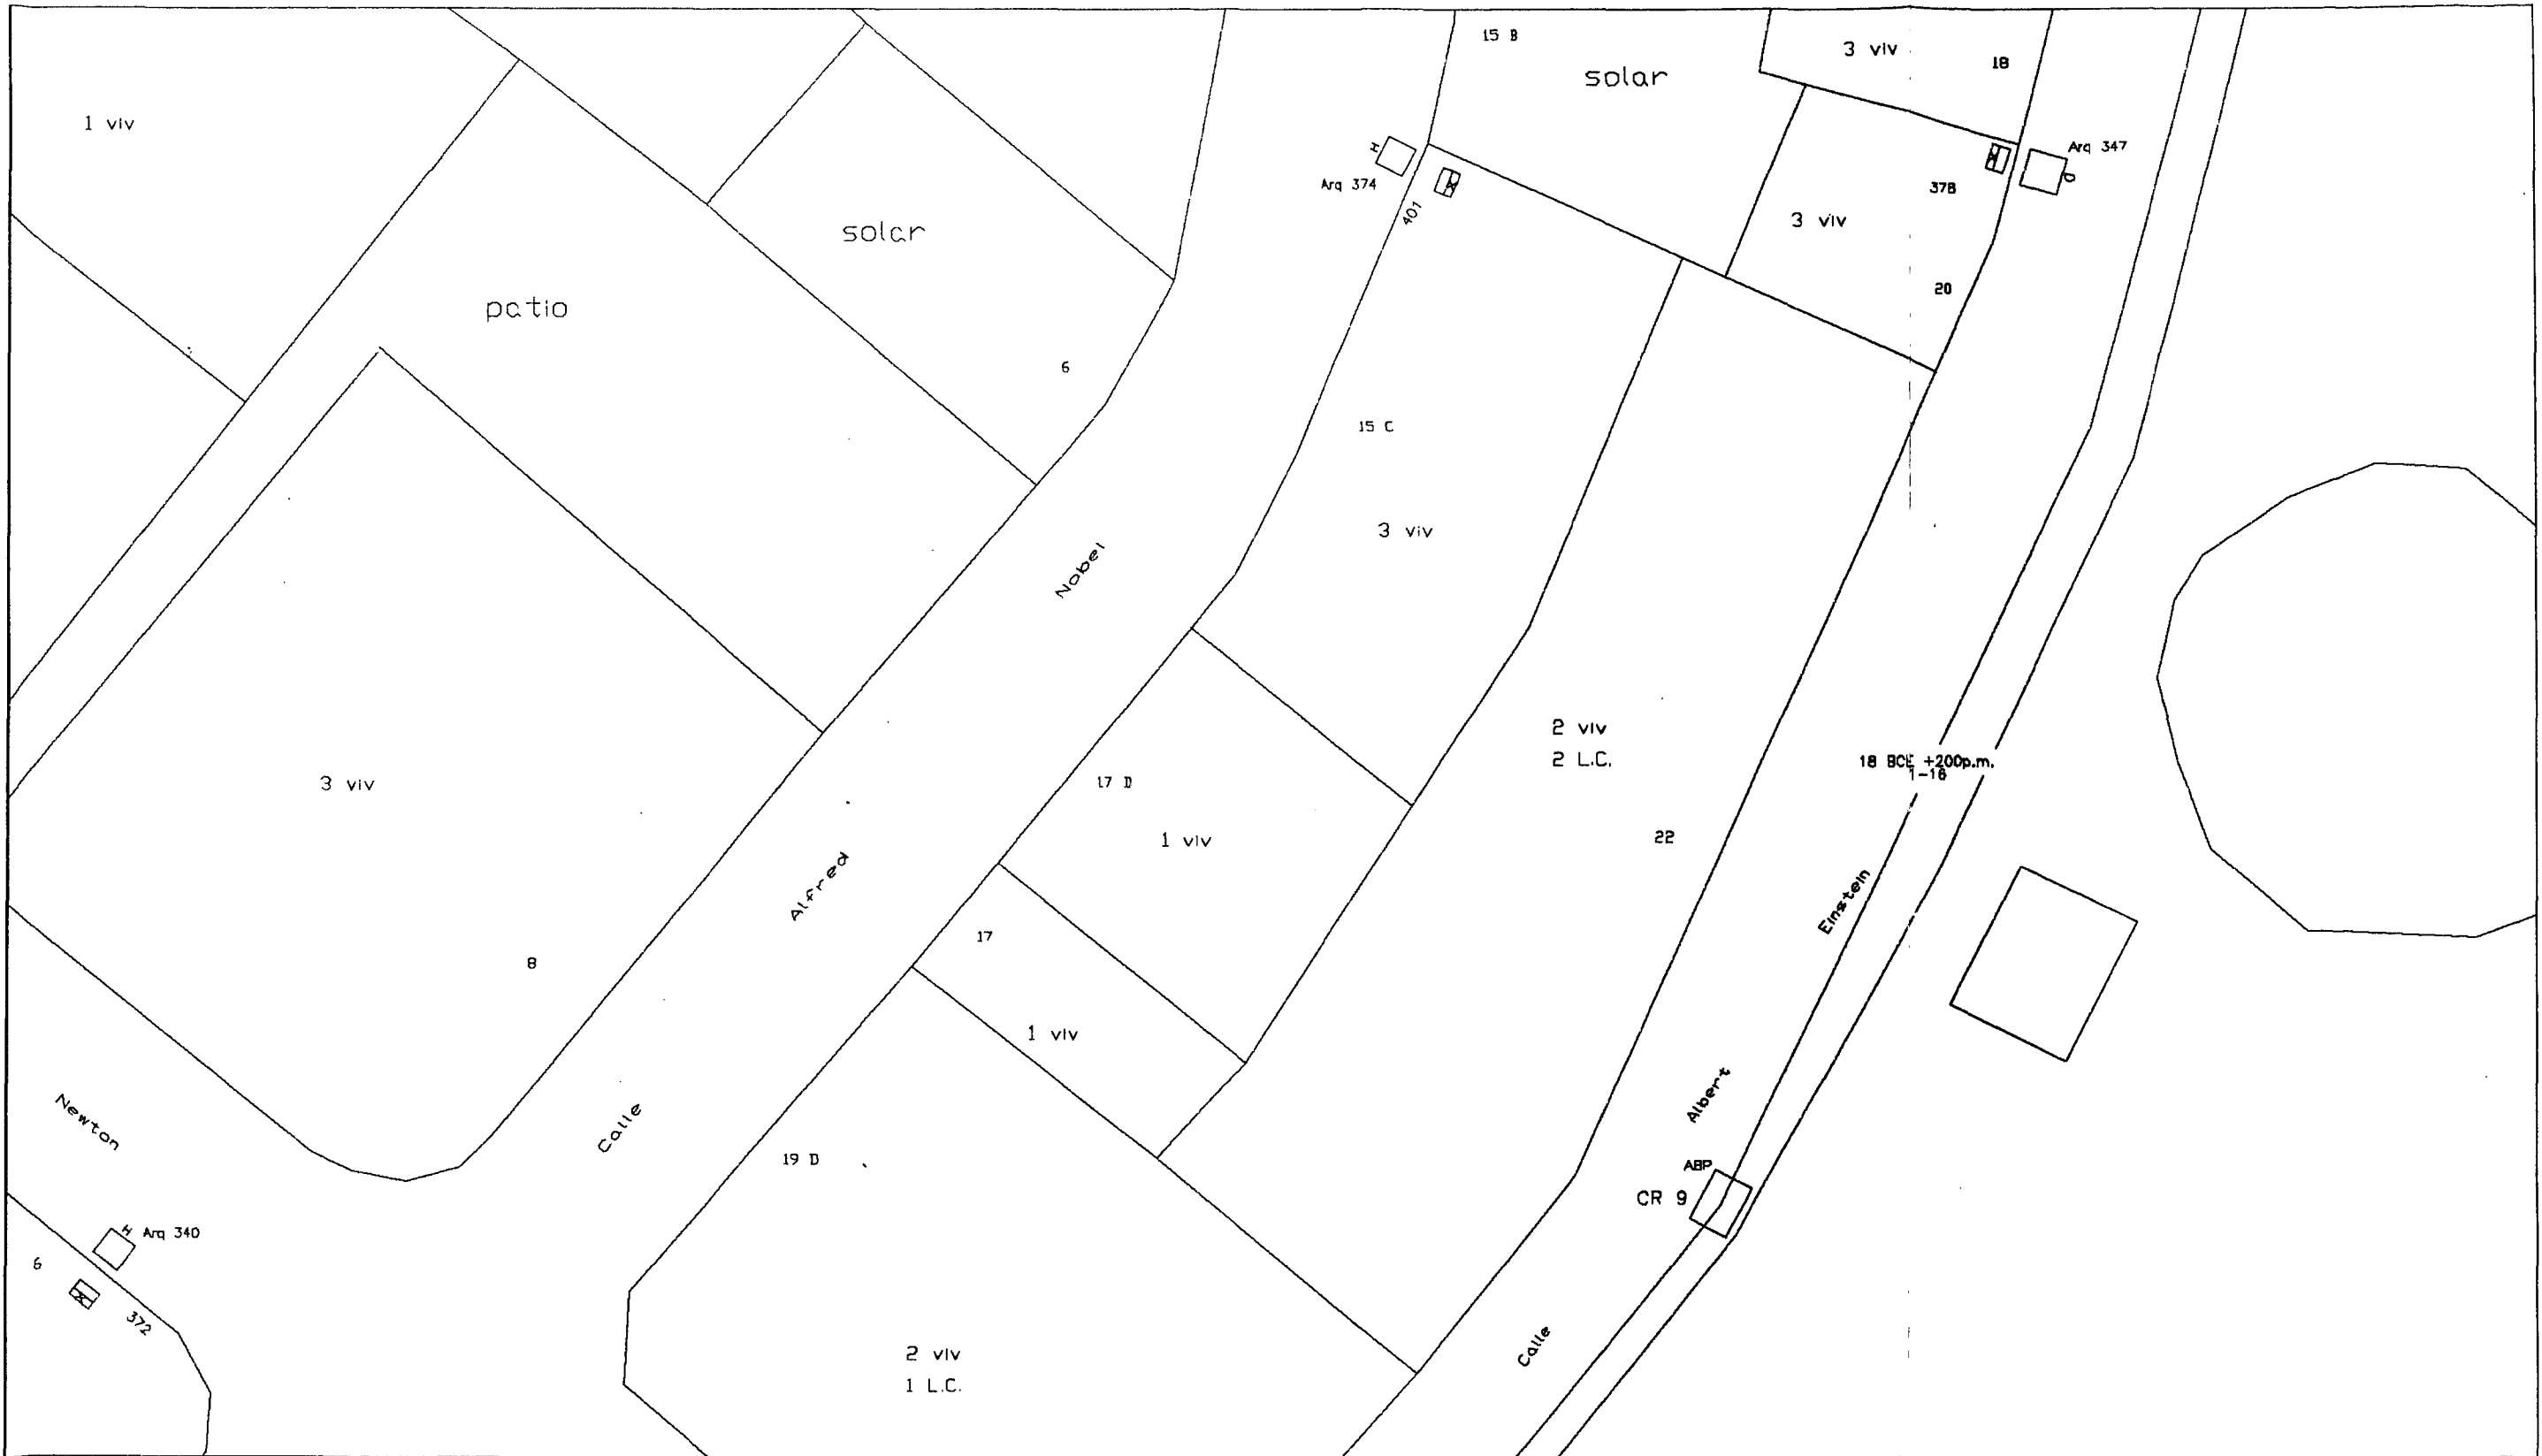 15 B
3 viv
18
solar
1 viv
H
Arq 374
401
Arq 347
D
378
3 viv
solar
patio
20
6
15 C
3 viv
Nobel
2 viv
2 L.C.
18 BCE +200p.m.
1-16
3 viv
17 D
1 viv
22
Alfred
Einstein
17
8
1 viv
Newton
Calle
Albert
19 D
ABP
CR 9
H
Arq 340
6
372
Calle
2 viv
1 L.C.